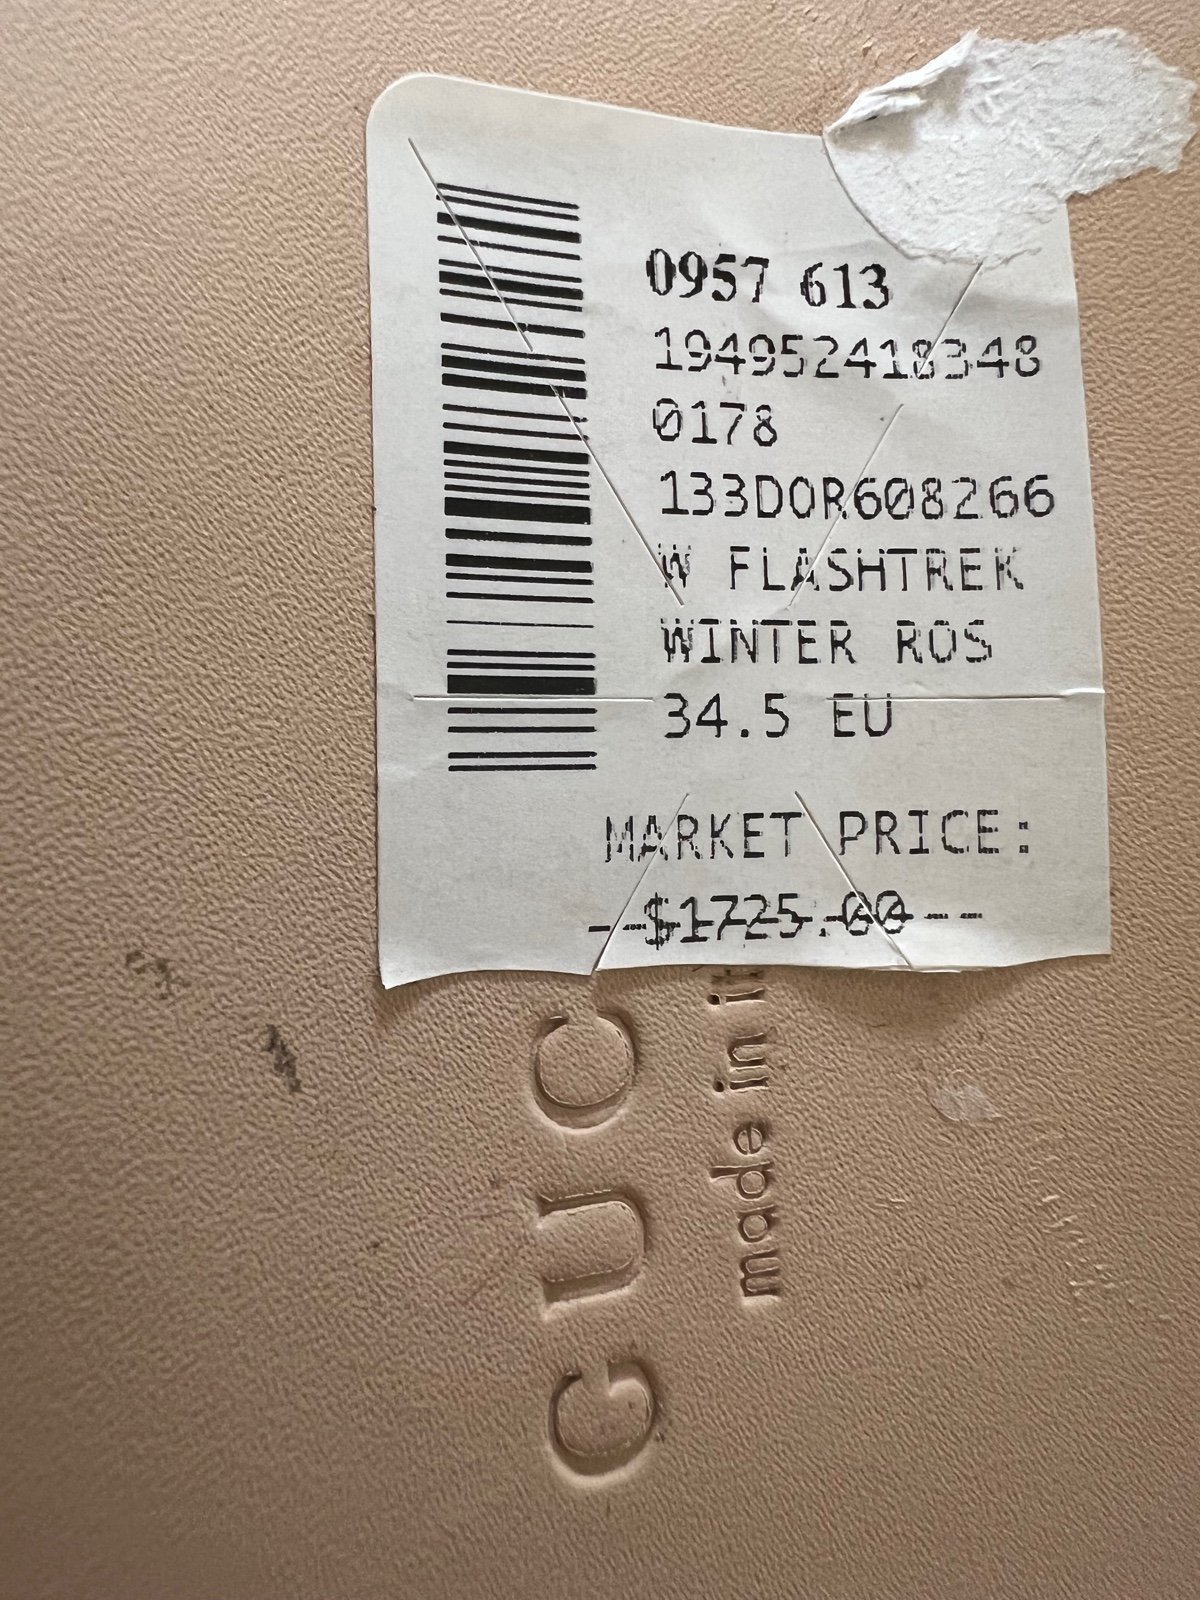 0957 613
194952418348
0178
133DOR608266
W FLASHTREK
WINTER ROS
34.5 EU
MARKET PRICE:
$1725.00
GUC
made in it